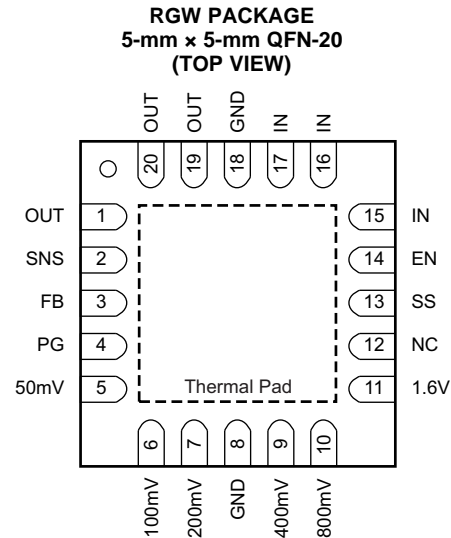 RGW PACKAGE
5-mm × 5-mm QFN-20
(TOP VIEW)
OUT OUT GND IN IN
20 19 18 17 16
OUT 1 15 IN
SNS 2 14 EN
FB 3 13 SS
PG 4 12 NC
50mV 5 Thermal Pad 11 1.6V
6 7 8 9 10
100mV 200mV GND 400mV 800mV